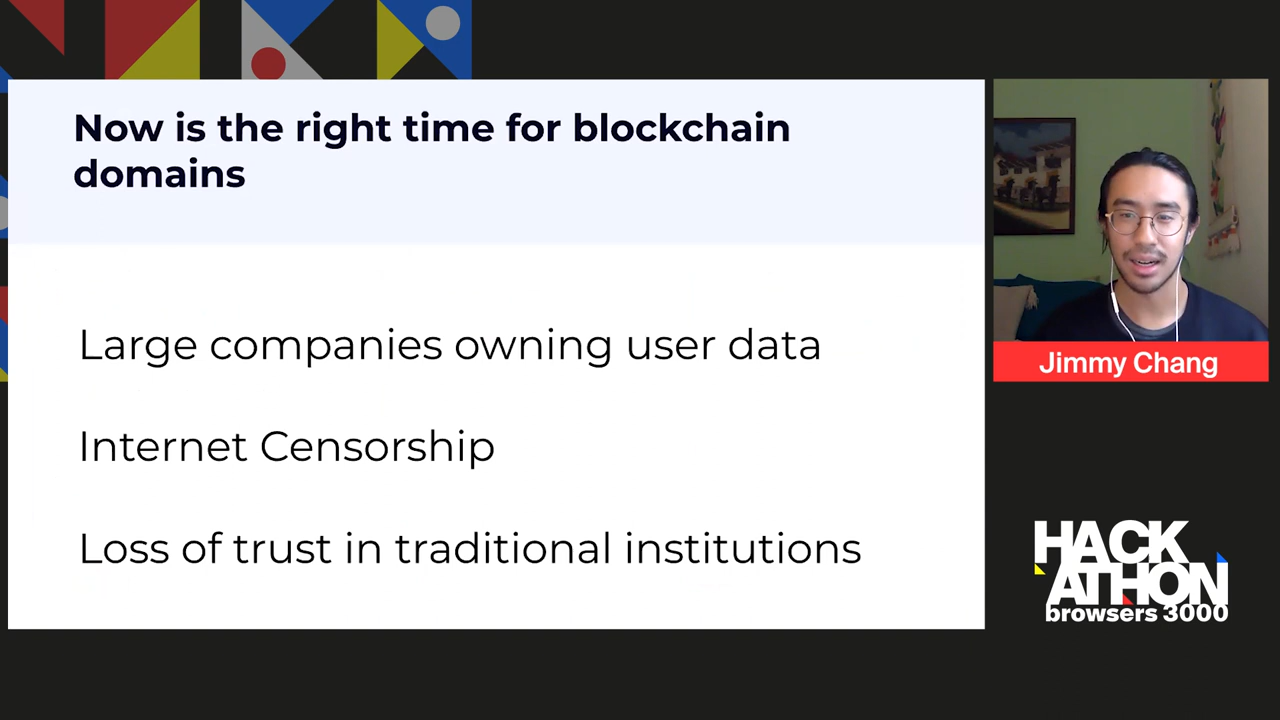 Now is the right time for blockchain
domains
Large companies owning user data
Internet Censorship
Loss of trust in traditional institutions
Jimmy Chang
HACK
ATHON
browsers 3000